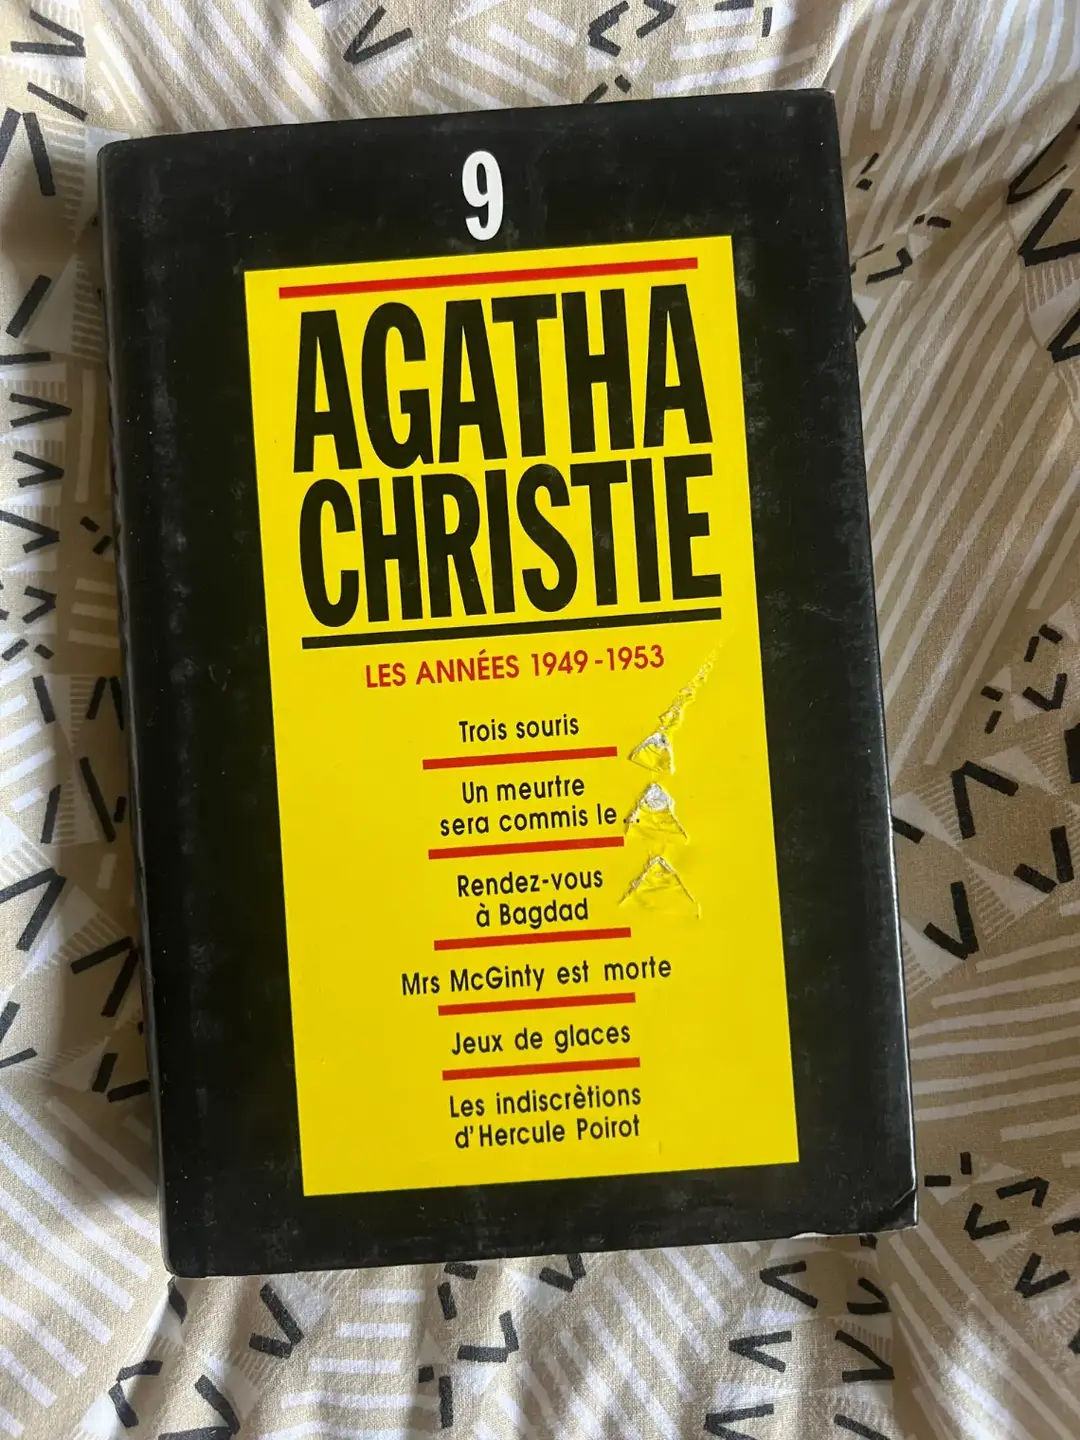 9
AGATHA
CHRISTIE
LES ANNÉES 1949-1953
Trois souris
Un meurtre
sera commis le...
Rendez-vous
à Bagdad
Mrs McGinty est morte
Jeux de glaces
Les indiscrètions
d'Hercule Poirot